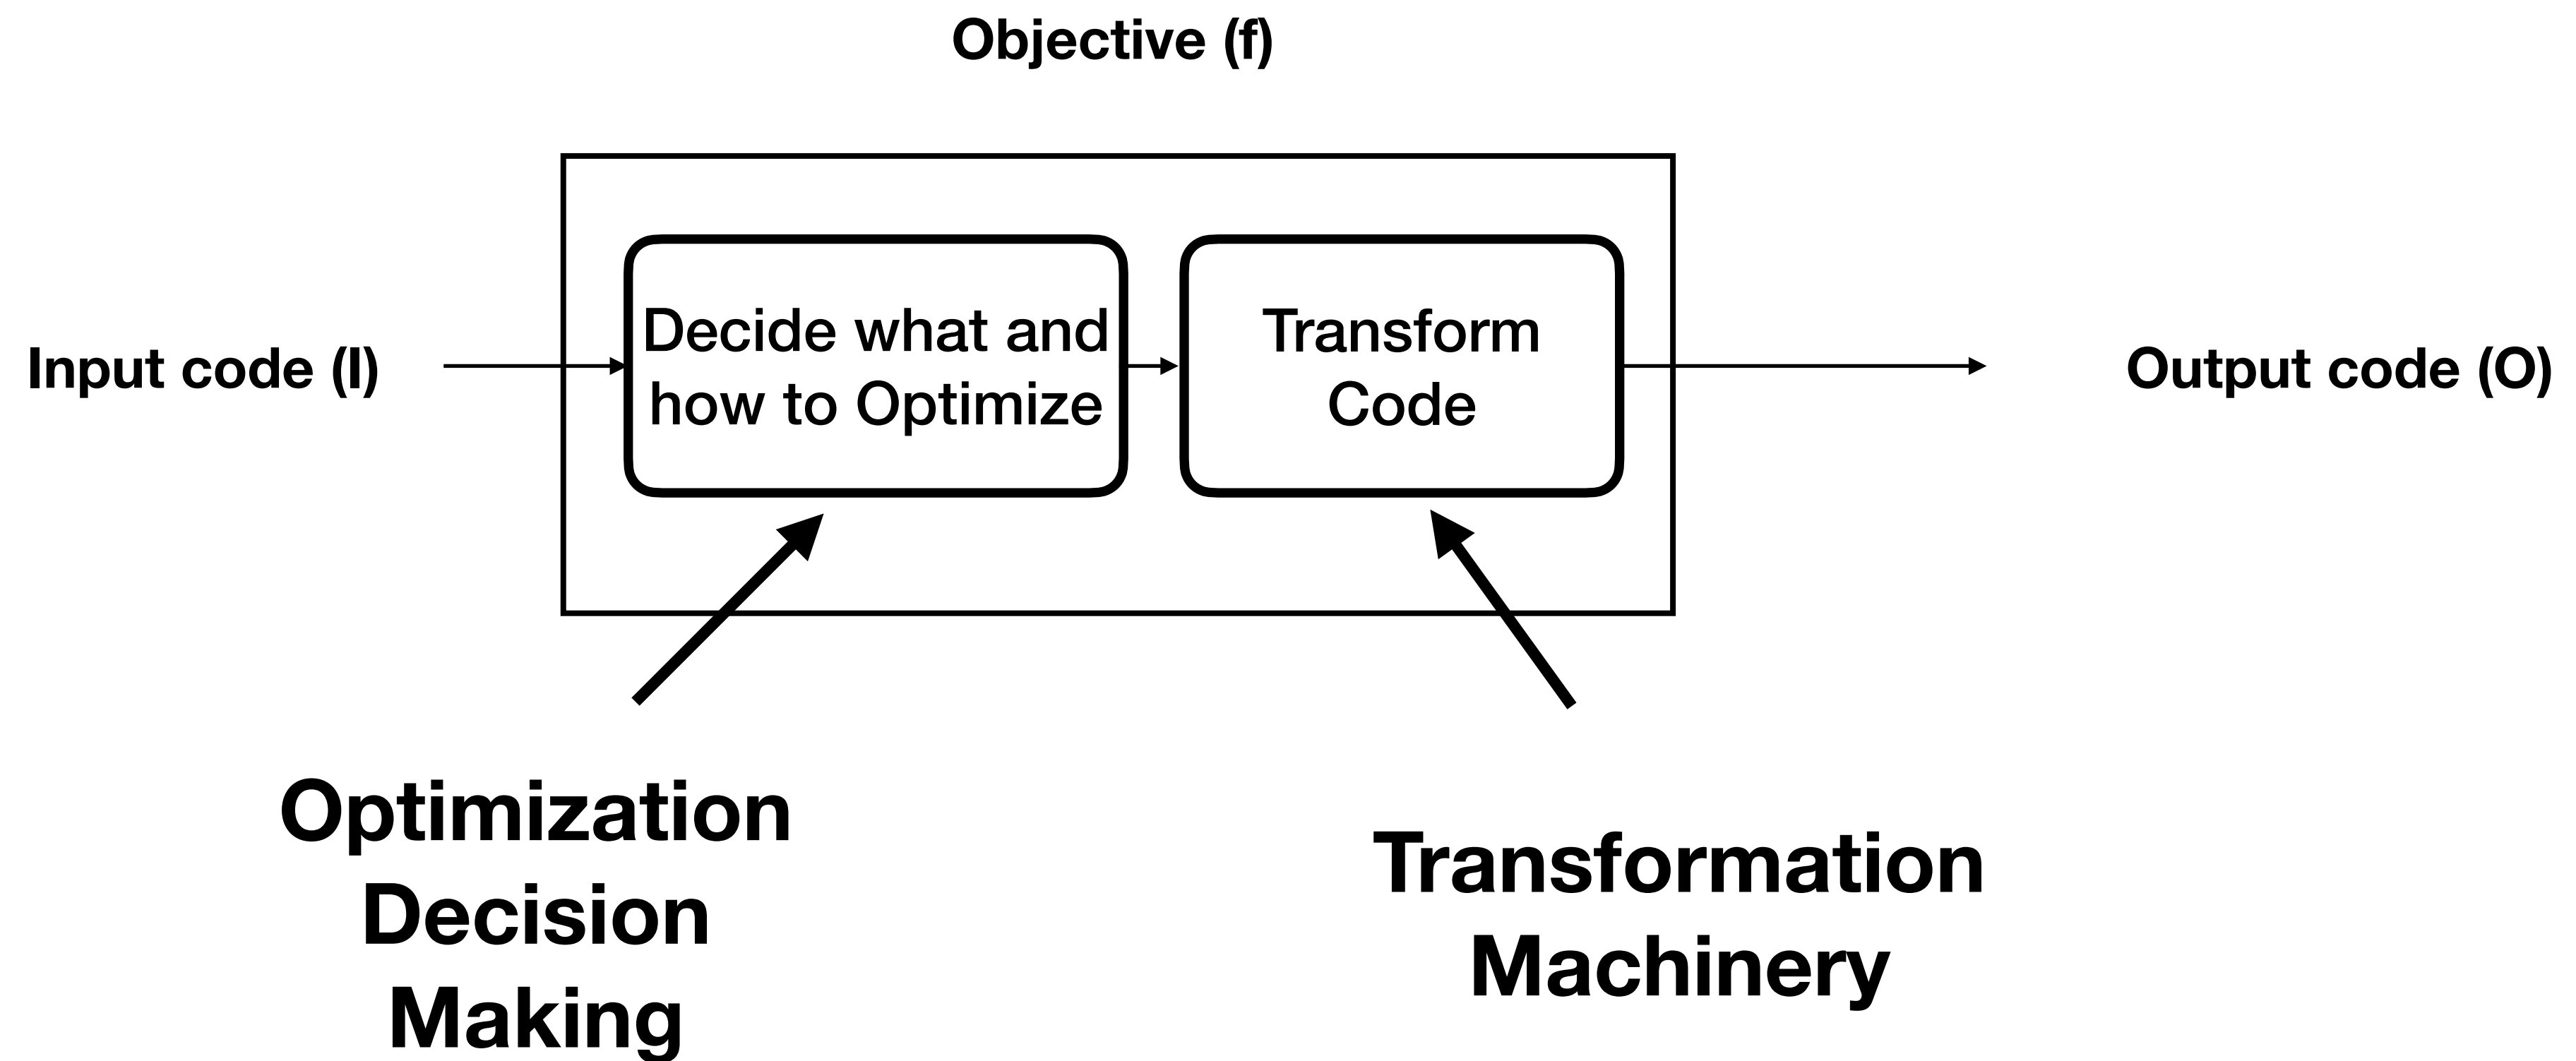 Objective (f)
Input code (I)
Decide what and
how to Optimize
Transform
Code
Output code (O)
Optimization
Decision
Making
Transformation
Machinery